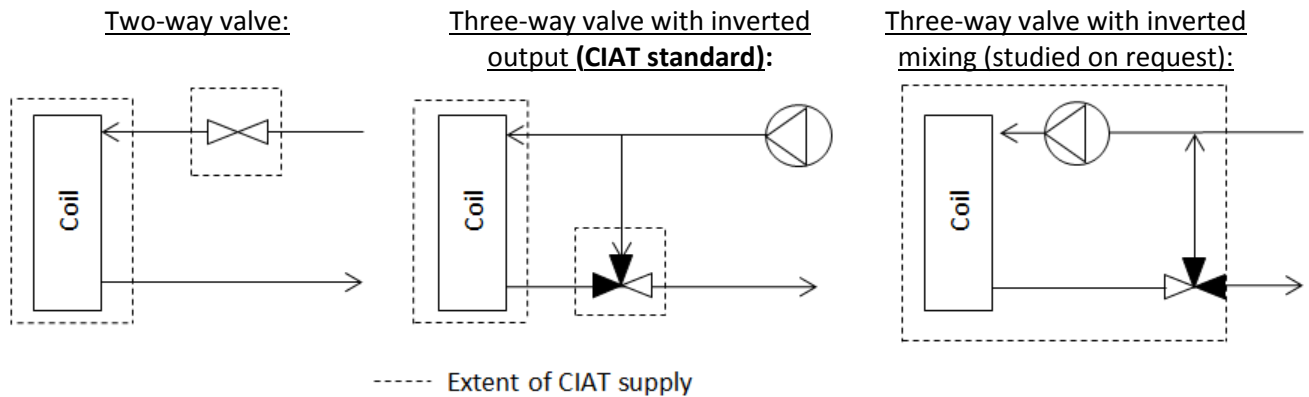 Two-way valve:
Three-way valve with inverted
output (CIAT standard):
Three-way valve with inverted
mixing (studied on request):
Coil
Coil
Coil
Extent of CIAT supply